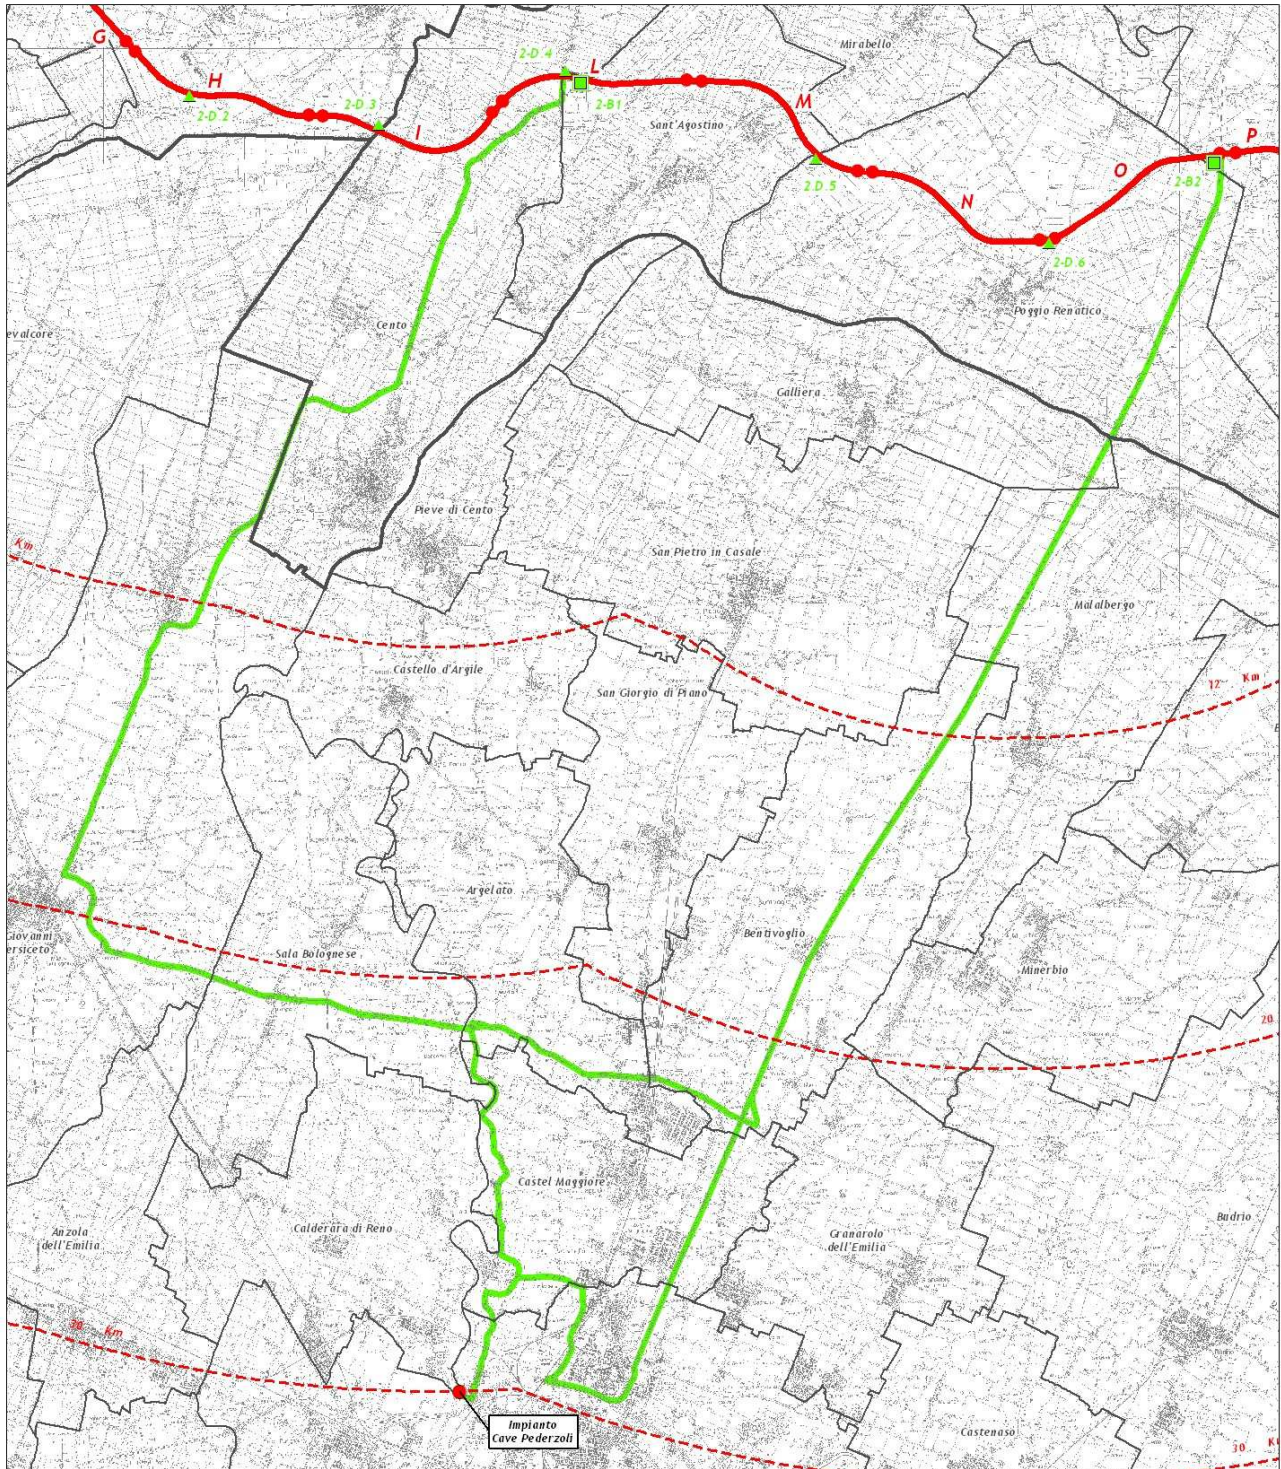 G
H
2-D.2
2-D.3
I
2-D.4
L
2-B1
Mirabello
M
Sant'Agostino
2.D.5
N
O
P
2-B2
2-D.6
Poggio Renatico
Cento
evalcore
Galliera
Pieve di Cento
San Pietro in Casale
Km
Malalbergo
Castello d'Argile
San Giorgio di Piano
12 Km
Argelato
Bentivoglio
Giovanni
ersiceto
Sala Bolognese
Minerbio
20
Castel Maggiore
Calderara di Reno
Anzola
dell'Emilia
Granarolo
dell'Emilia
Budrio
30 Km
Impianto
Cave Pederzoli
Castenaso
30